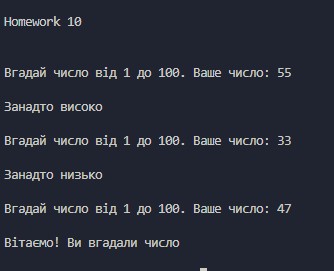 Homework 10
Вгадай число від 1 до 100. Ваше число: 55
Занадто високо
Вгадай число від 1 до 100. Ваше число: 33
Занадто низько
Вгадай число від 1 до 100. Ваше число: 47
Вітаємо! Ви вгадали число